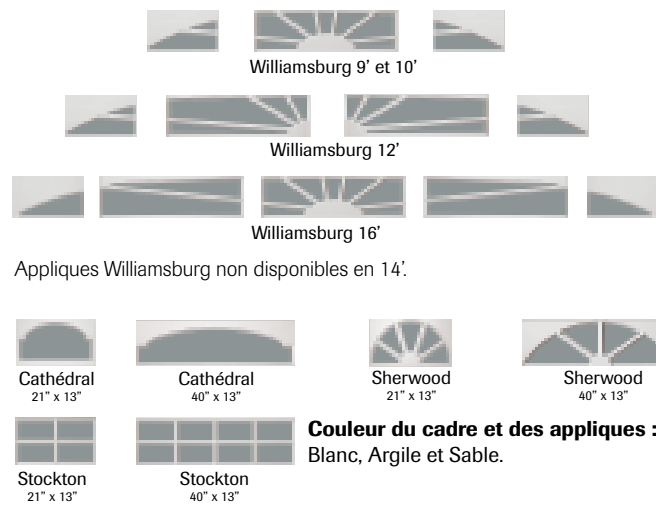 Williamsburg 9’ et 10’
Williamsburg 12’
Williamsburg 16’
Appliques Williamsburg non disponibles en 14’.
Cathédral
21” x 13”
Cathédral
40” x 13”
Sherwood
21” x 13”
Sherwood
40” x 13”
Stockton
21” x 13”
Stockton
40” x 13”
Couleur du cadre et des appliques :
Blanc, Argile et Sable.